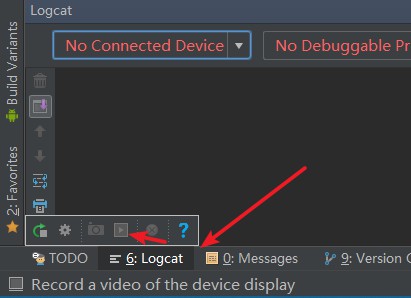 Logcat
No Connected Device
No Debuggable Pr
Build Variants
2: Favorites
?
TODO
6: Logcat
0: Messages
9: Version C
Record a video of the device display